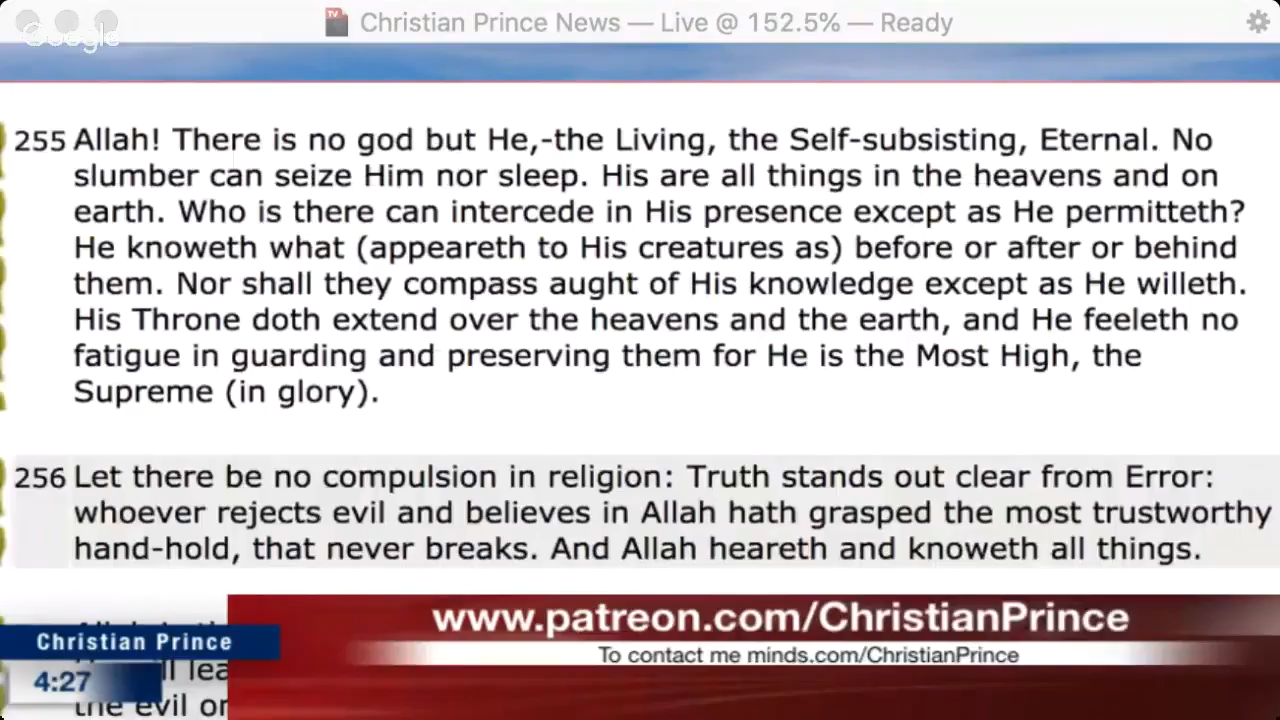 Christian Prince News — Live @ 152.5% — Ready
Google
255 Allah! There is no god but He,-the Living, the Self-subsisting, Eternal. No
slumber can seize Him nor sleep. His are all things in the heavens and on
earth. Who is there can intercede in His presence except as He permitteth?
He knoweth what (appeareth to His creatures as) before or after or behind
them. Nor shall they compass aught of His knowledge except as He willeth.
His Throne doth extend over the heavens and the earth, and He feeleth no
fatigue in guarding and preserving them for He is the Most High, the
Supreme (in glory).
256 Let there be no compulsion in religion: Truth stands out clear from Error:
whoever rejects evil and believes in Allah hath grasped the most trustworthy
hand-hold, that never breaks. And Allah heareth and knoweth all things.
www.patreon.com/ChristianPrince
Christian Prince
To contact me minds.com/ChristianPrince
4:27
the evil